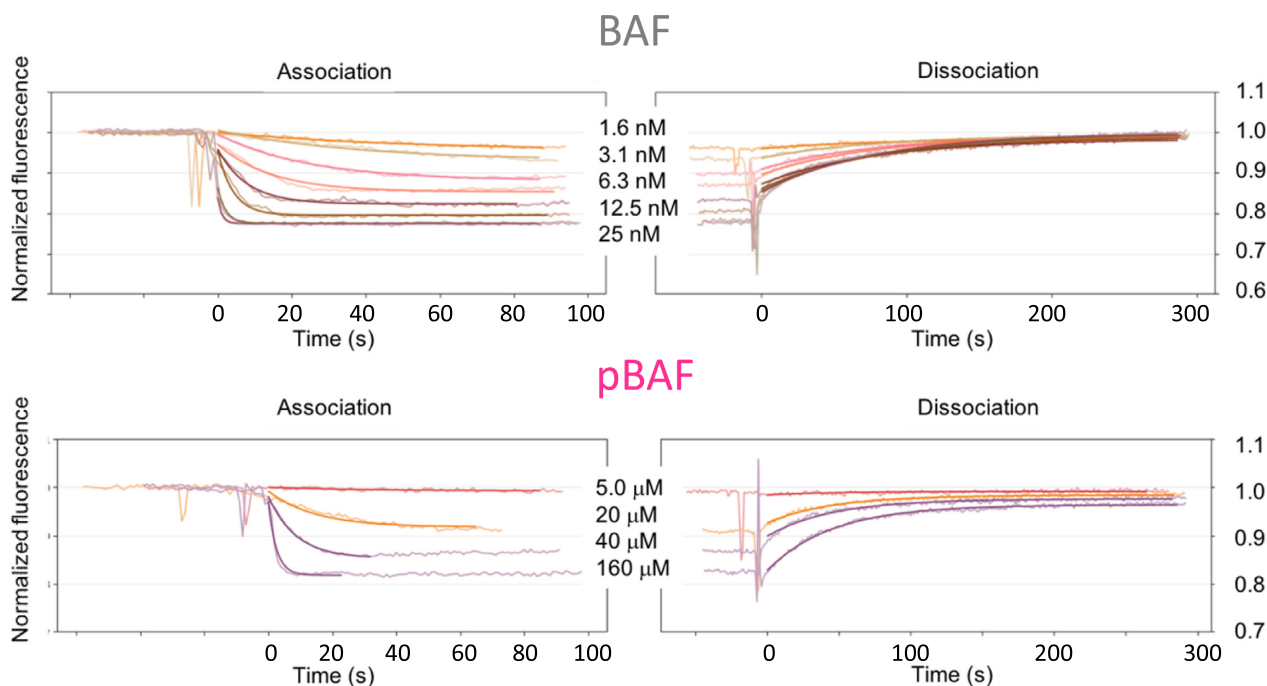 BAF
Association
Dissociation
Normalized fluorescence
1.6 nM
3.1 nM
6.3 nM
12.5 nM
25 nM
1.1
1.0
0.9
0.8
0.7
0.6
0 20 40 60 80 100
Time (s)
0 100 200 300
Time (s)
pBAF
Association
Dissociation
Normalized fluorescence
5.0 μM
20 μM
40 μM
160 μM
1.1
1.0
0.9
0.8
0.7
0 20 40 60 80 100
Time (s)
0 100 200 300
Time (s)